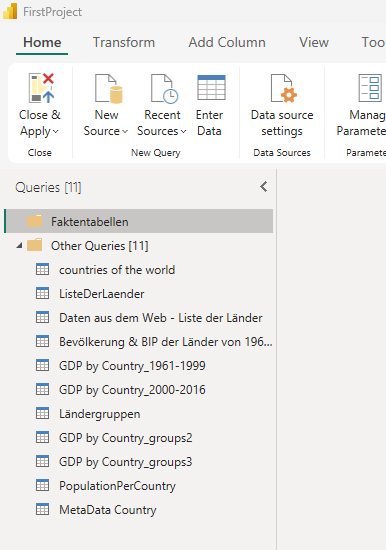 FirstProject
Home Transform Add Column View Too
Close & New Recent Enter Data source Manag
Apply Source Sources Data settings Paramete
Close New Query Data Sources Paramete
Queries [11]
Faktentabellen
Other Queries [11]
countries of the world
ListeDerLaender
Daten aus dem Web - Liste der Länder
Bevölkerung & BIP der Länder von 196...
GDP by Country_1961-1999
GDP by Country_2000-2016
Ländergruppen
GDP by Country_groups2
GDP by Country_groups3
PopulationPerCountry
MetaData Country